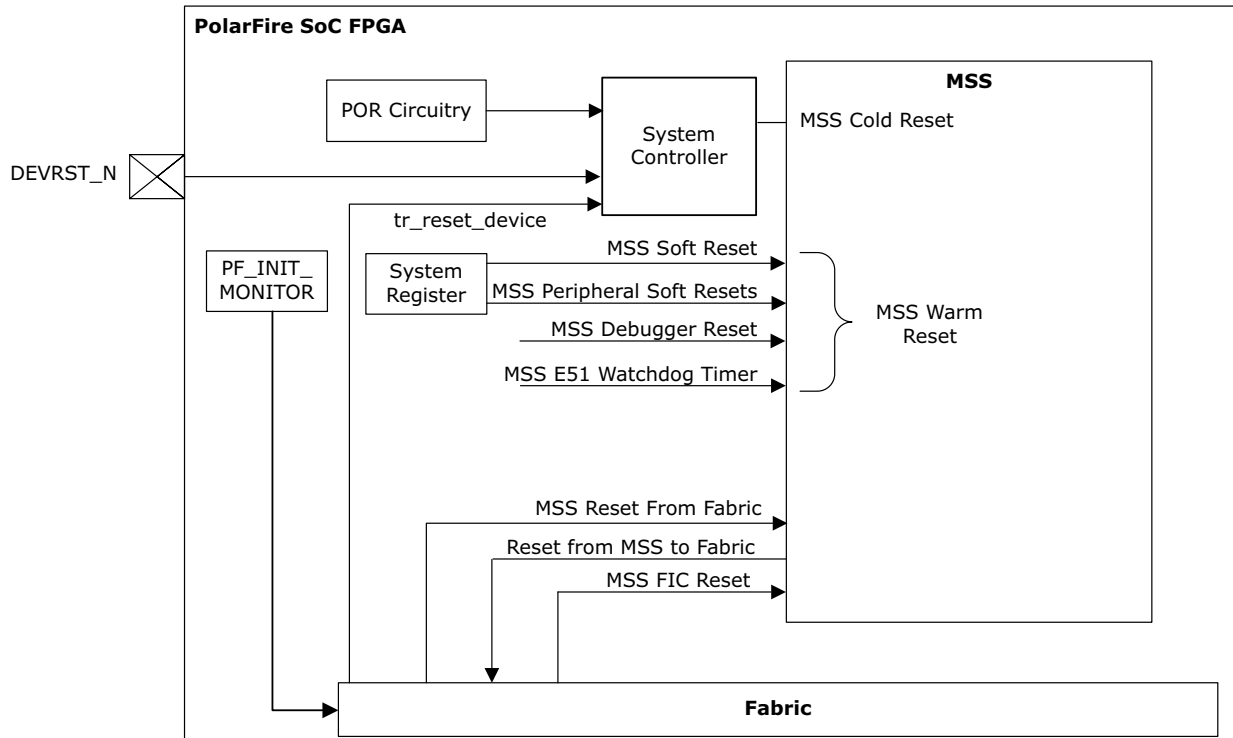 PolarFire SoC FPGA
MSS
POR Circuitry
System
Controller
MSS Cold Reset
DEVRST_N
tr_reset_device
PF_INIT_
MONITOR
System
Register
MSS Soft Reset
MSS Peripheral Soft Resets
MSS Debugger Reset
MSS E51 Watchdog Timer
MSS Warm
Reset
MSS Reset From Fabric
Reset from MSS to Fabric
MSS FIC Reset
Fabric